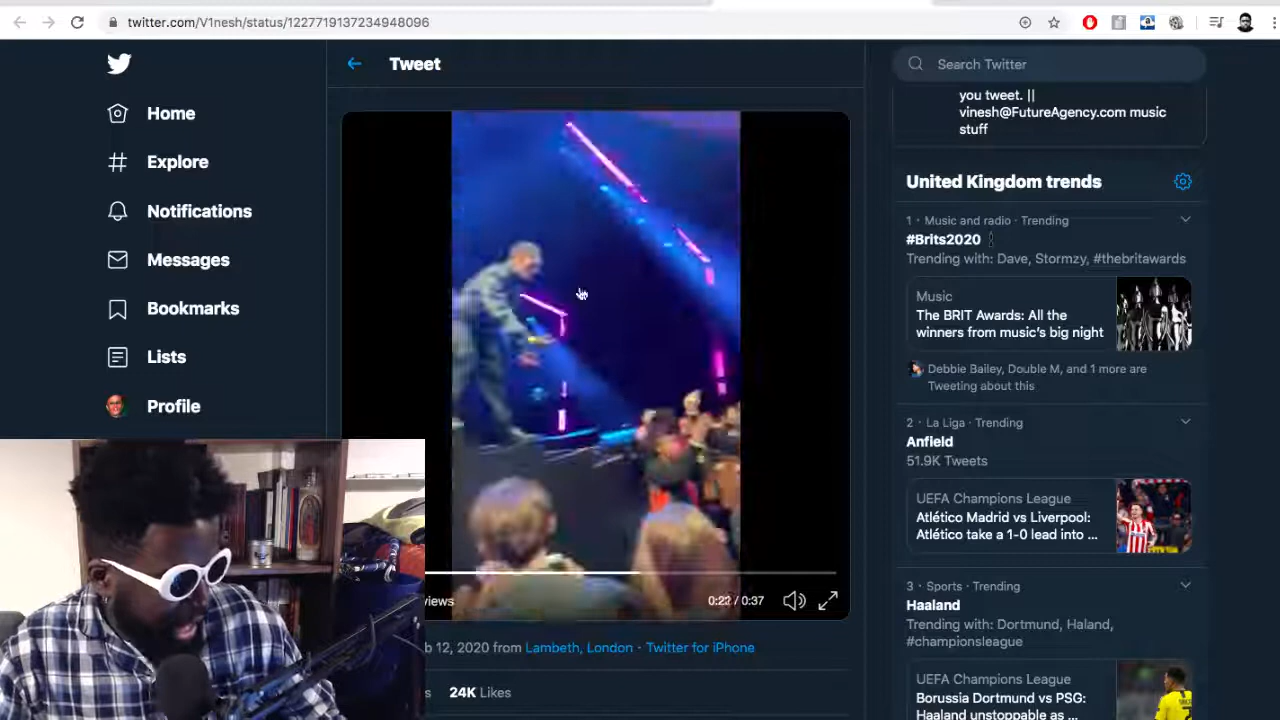 twitter.com/V1nesh/status/1227719137234948096
Home
Explore
Notifications
Messages
Bookmarks
Lists
Profile
Tweet
views
0:22 / 0:37
12, 2020 from Lambeth, London · Twitter for iPhone
24K Likes
Search Twitter
you tweet. ||
vinesh@FutureAgency.com music
stuff
United Kingdom trends
1 · Music and radio · Trending
#Brits2020
Trending with: Dave, Stormzy, #thebritawards
Music
The BRIT Awards: All the
winners from music's big night
Debbie Bailey, Double M, and 1 more are
Tweeting about this
2 · La Liga · Trending
Anfield
51.9K Tweets
UEFA Champions League
Atlético Madrid vs Liverpool:
Atlético take a 1-0 lead into ...
3 · Sports · Trending
Haaland
Trending with: Dortmund, Haland,
#championsleague
UEFA Champions League
Borussia Dortmund vs PSG:
Haaland unstoppable as ...